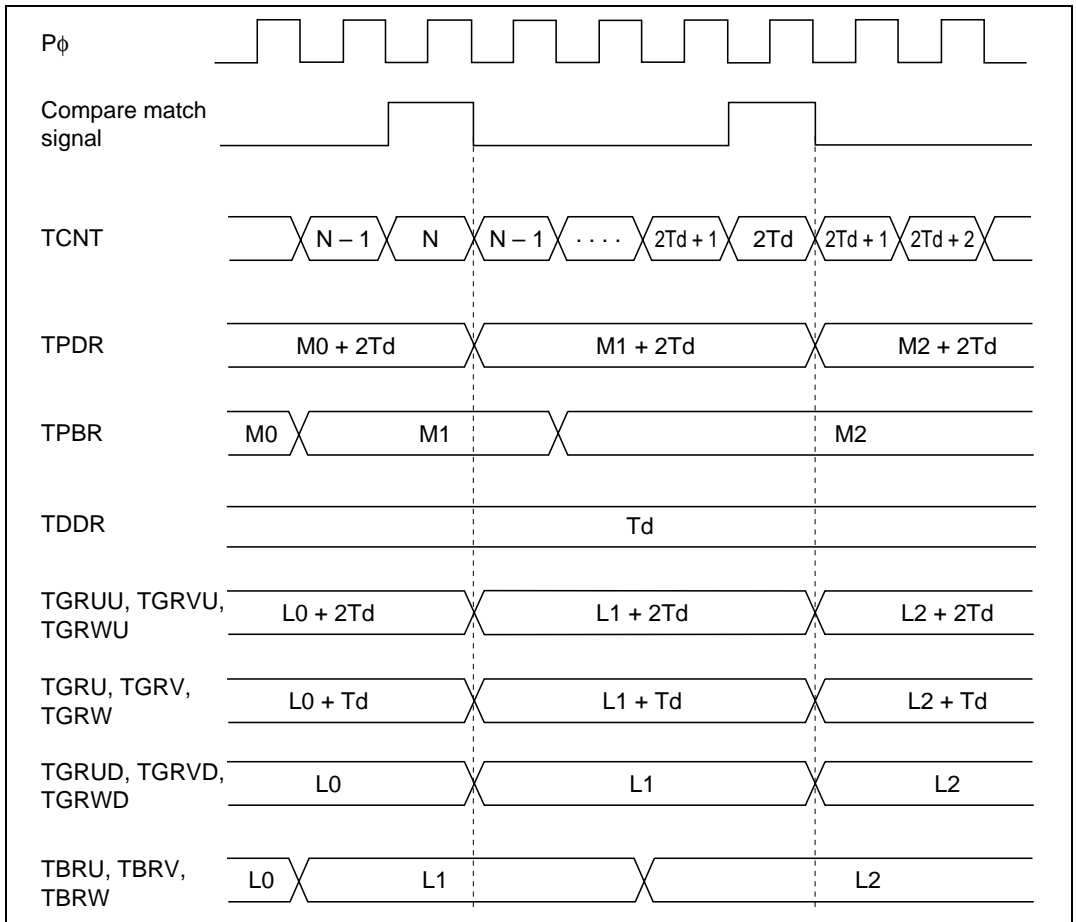 Pϕ
Compare match
signal
TCNT
N – 1
N
N – 1
· · · ·
2Td + 1
2Td
2Td + 1
2Td + 2
TPDR
M0 + 2Td
M1 + 2Td
M2 + 2Td
TPBR
M0
M1
M2
TDDR
Td
TGRUU, TGRVU,
TGRWU
L0 + 2Td
L1 + 2Td
L2 + 2Td
TGRU, TGRV,
TGRW
L0 + Td
L1 + Td
L2 + Td
TGRUD, TGRVD,
TGRWD
L0
L1
L2
TBRU, TBRV,
TBRW
L0
L1
L2